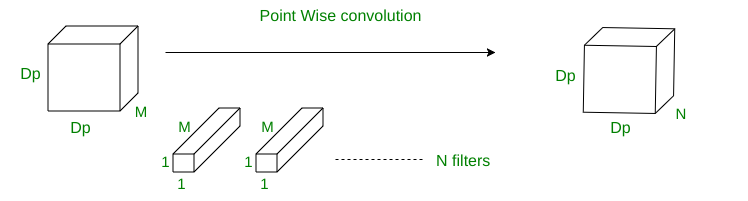 Point Wise convolution
Dp
M
Dp
Dp
N
Dp
M
1
1
M
1
1
N filters